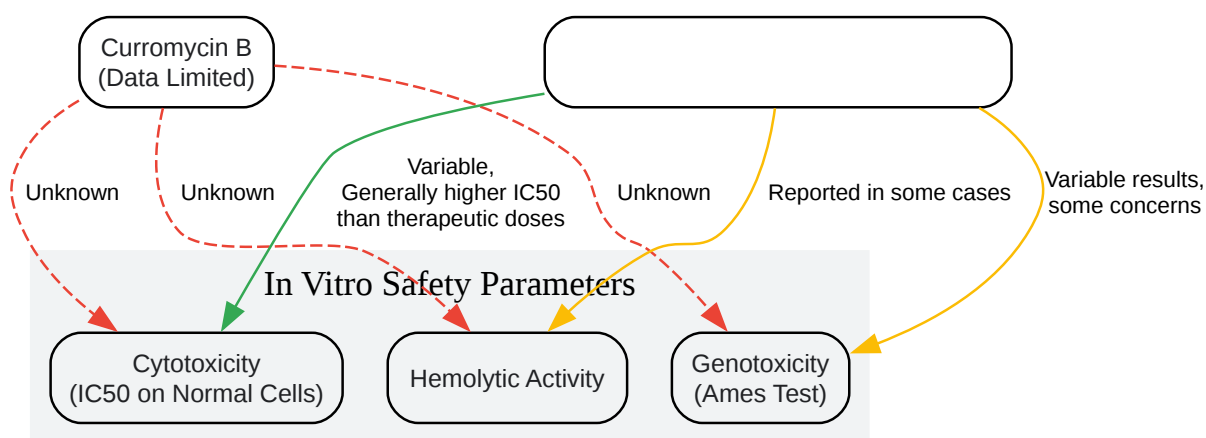 Curromycin B
(Data Limited)
Unknown
Unknown
Variable,
Generally higher IC50
than therapeutic doses
Unknown
Reported in some cases
Variable results,
some concerns
In Vitro Safety Parameters
Cytotoxicity
(IC50 on Normal Cells)
Hemolytic Activity
Genotoxicity
(Ames Test)